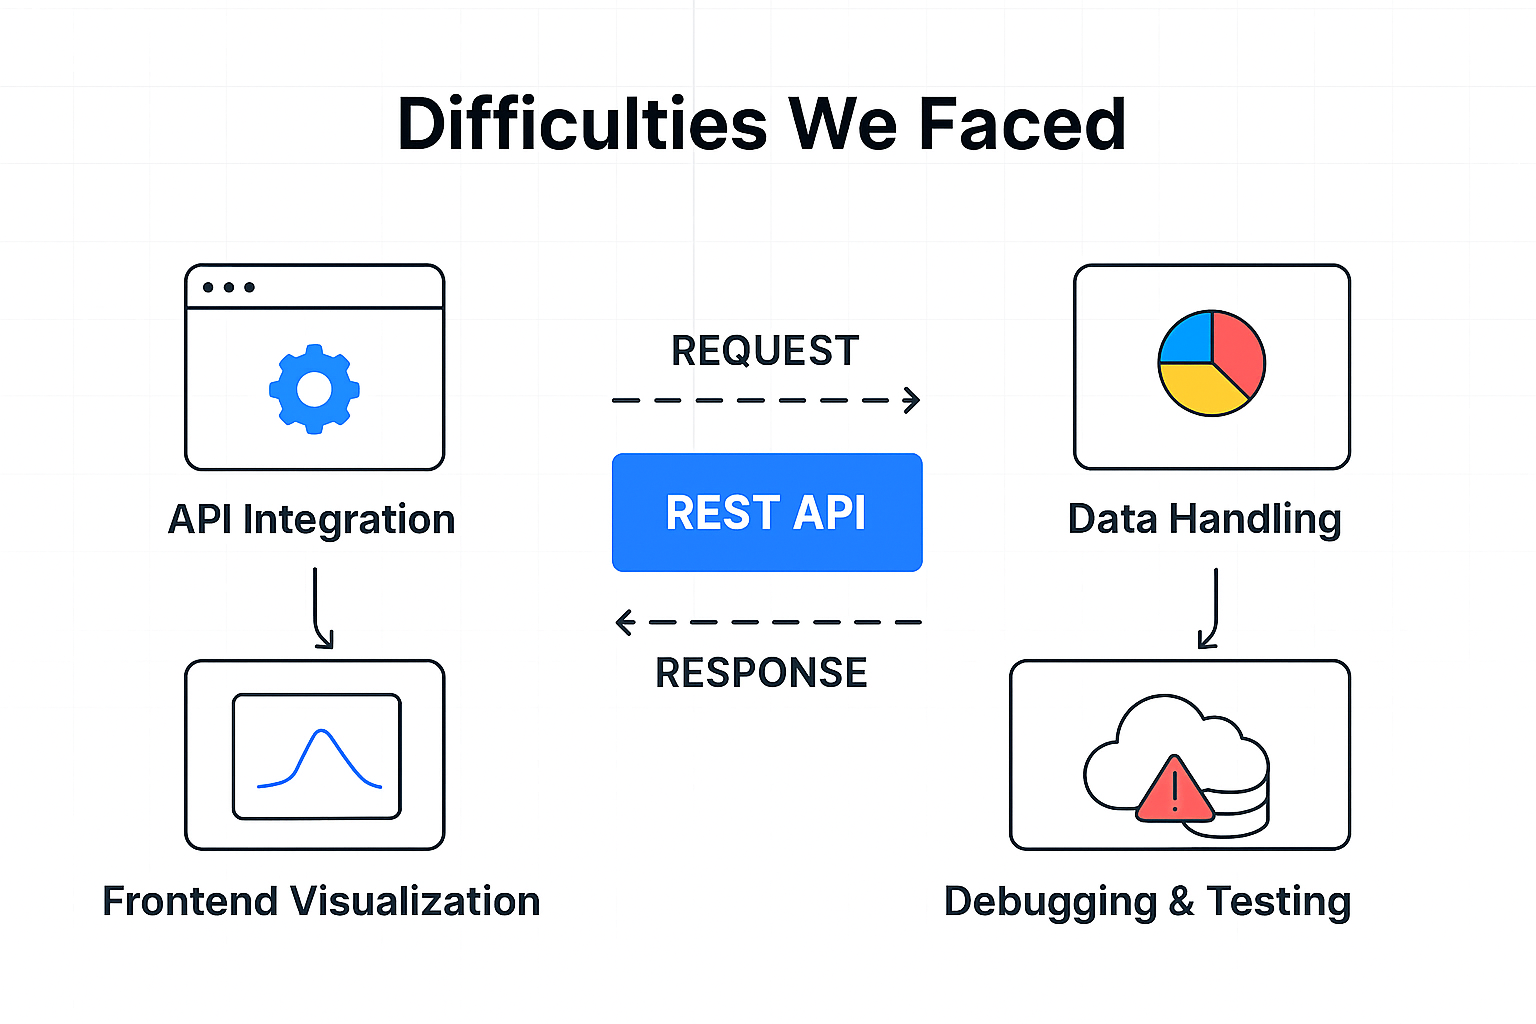 Difficulties We Faced
REQUEST
REST API
RESPONSE
API Integration
Data Handling
Frontend Visualization
Debugging & Testing